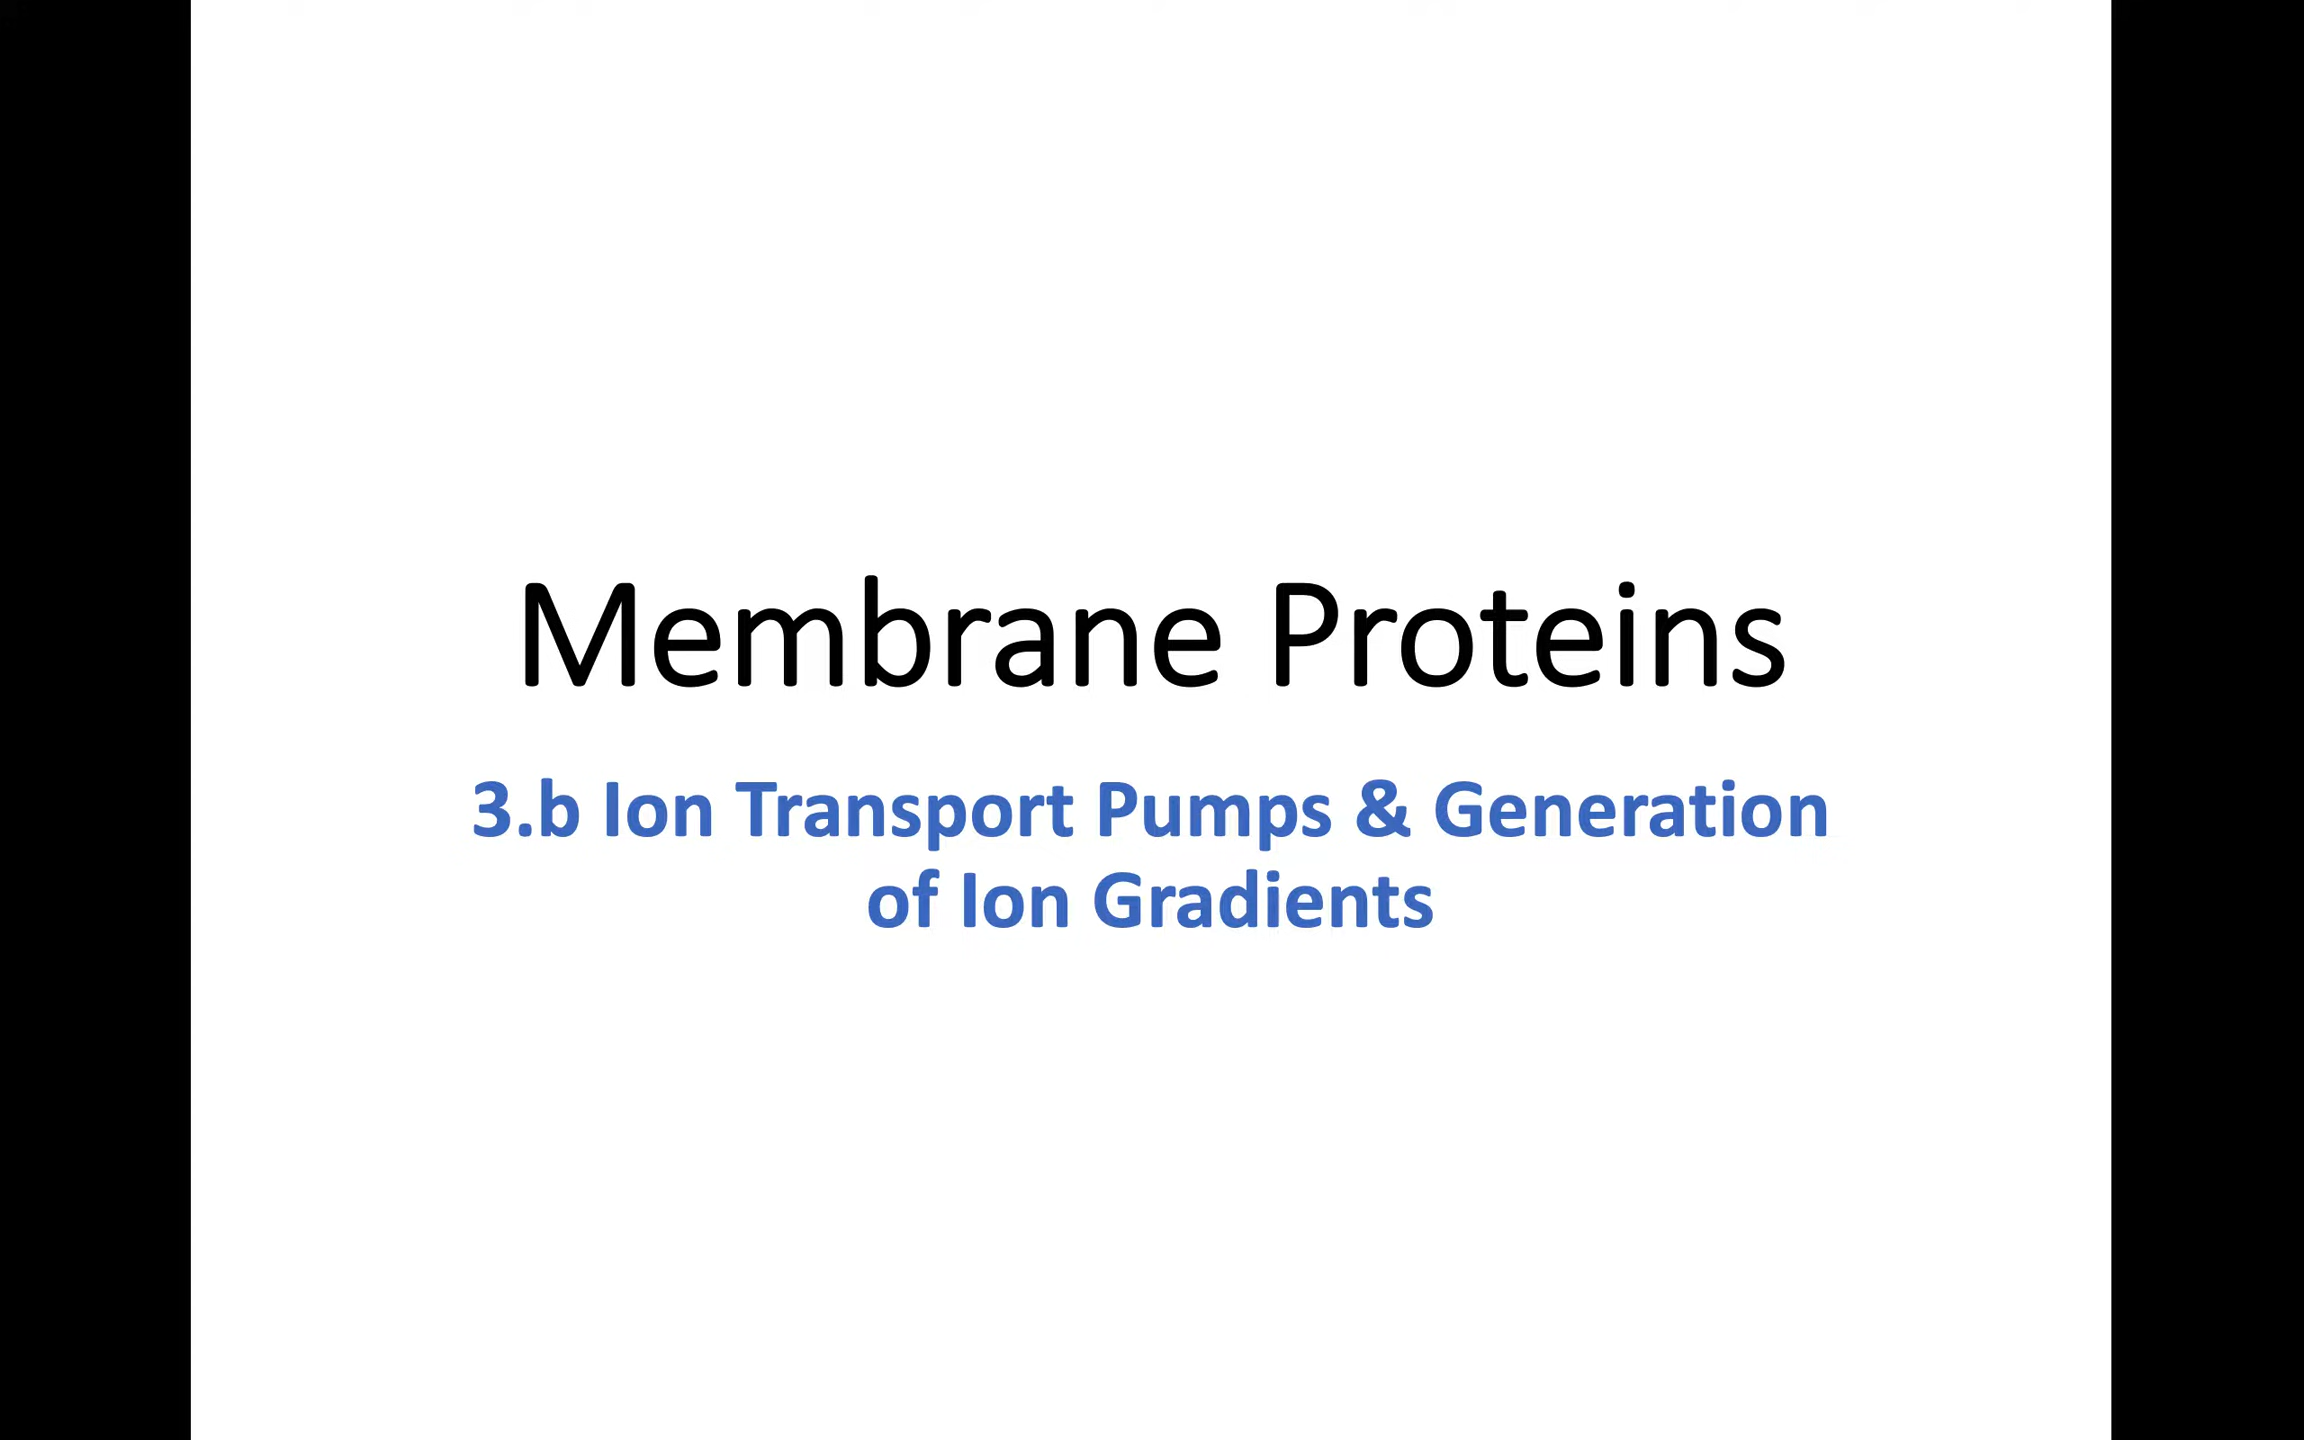 Membrane Proteins
3.b Ion Transport Pumps & Generation
of Ion Gradients